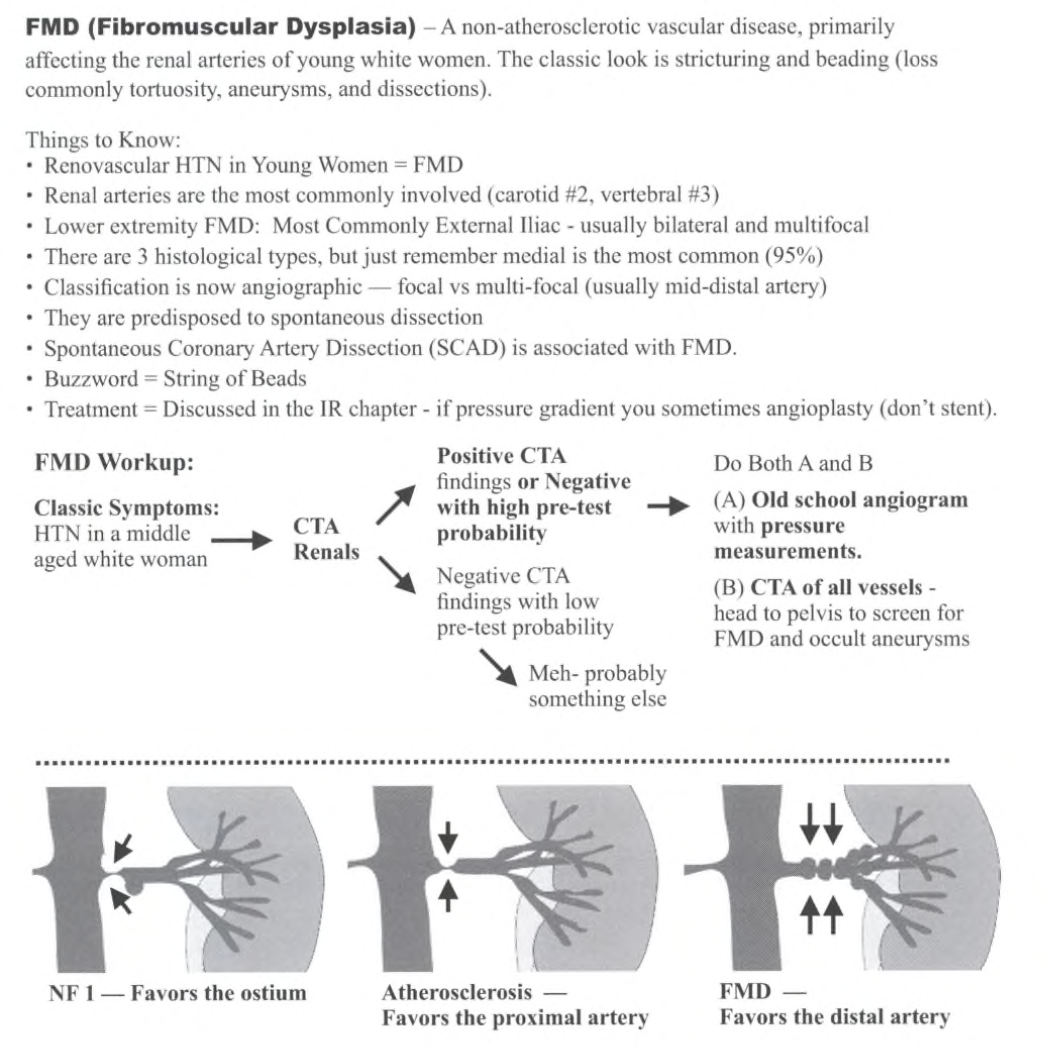 FMD (Fibromuscular Dysplasia) – A non-atherosclerotic vascular disease, primarily
affecting the renal arteries of young white women. The classic look is stricturing and beading (loss
commonly tortuosity, aneurysms, and dissections).
Things to Know:
• Renovascular HTN in Young Women = FMD
• Renal arteries are the most commonly involved (carotid #2, vertebral #3)
• Lower extremity FMD: Most Commonly External Iliac - usually bilateral and multifocal
• There are 3 histological types, but just remember medial is the most common (95%)
• Classification is now angiographic — focal vs multi-focal (usually mid-distal artery)
• They are predisposed to spontaneous dissection
• Spontaneous Coronary Artery Dissection (SCAD) is associated with FMD.
• Buzzword = String of Beads
• Treatment = Discussed in the IR chapter - if pressure gradient you sometimes angioplasty (don't stent).
FMD Workup:
Classic Symptoms:
HTN in a middle
aged white woman
CTA
Renals
Positive CTA
findings or Negative
with high pre-test
probability
Negative CTA
findings with low
pre-test probability
Meh- probably
something else
Do Both A and B
(A) Old school angiogram
with pressure
measurements.
(B) CTA of all vessels -
head to pelvis to screen for
FMD and occult aneurysms
NF 1 — Favors the ostium
Atherosclerosis —
Favors the proximal artery
FMD —
Favors the distal artery